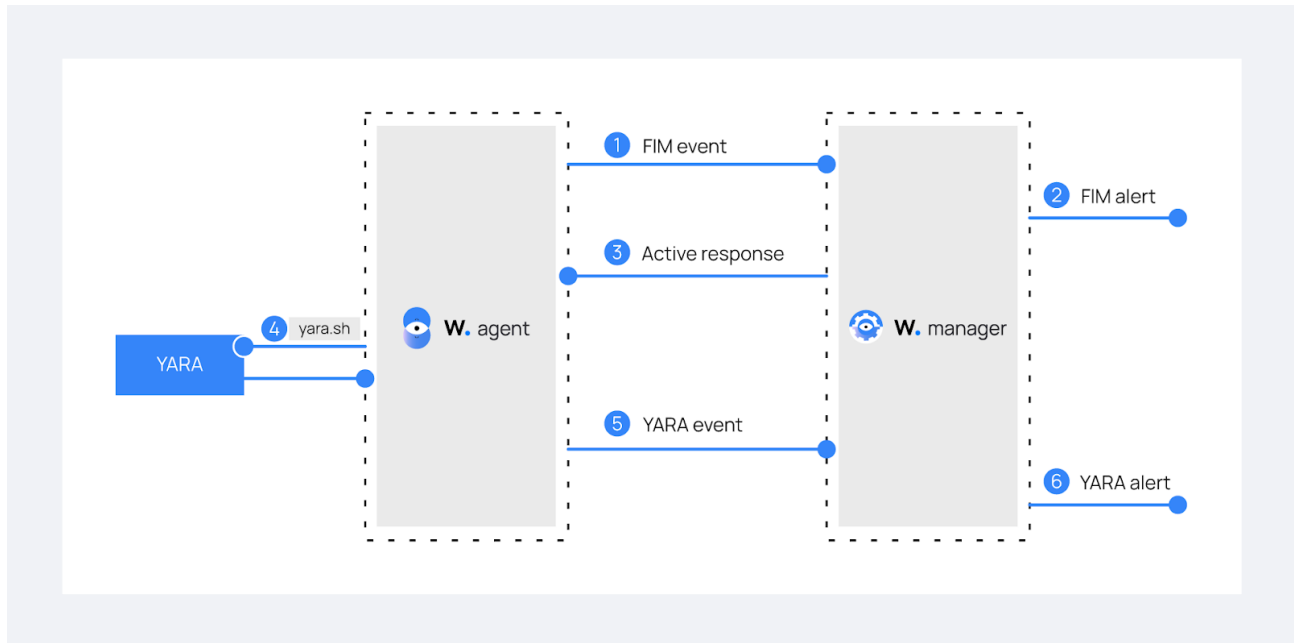 1 FIM event
2 FIM alert
3 Active response
4 yara.sh
YARA
W. agent
W. manager
5 YARA event
6 YARA alert